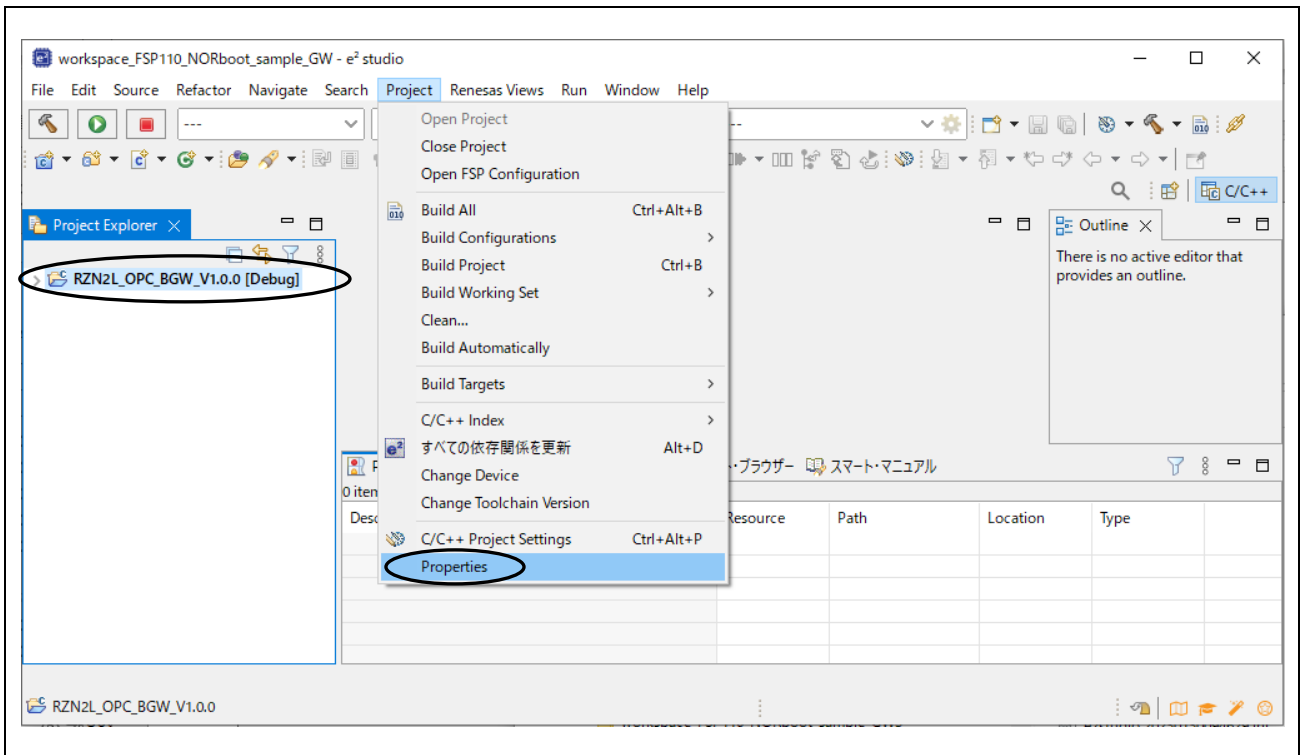 workspace_FSP110_NORboot_sample_GW - e² studio
File Edit Source Refactor Navigate Search Project Renesas Views Run Window Help
---
--
C/C++
Project Explorer
RZN2L_OPC_BGW_V1.0.0 [Debug]
Open Project
Close Project
Open FSP Configuration
Build All Ctrl+Alt+B
Build Configurations
Build Project Ctrl+B
Build Working Set
Clean...
Build Automatically
Build Targets
C/C++ Index
すべての依存関係を更新 Alt+D
Change Device
Change Toolchain Version
C/C++ Project Settings Ctrl+Alt+P
Properties
Outline
There is no active editor that
provides an outline.
ト・ブラウザー スマート・マニュアル
0 item
Resource Path Location Type
RZN2L_OPC_BGW_V1.0.0